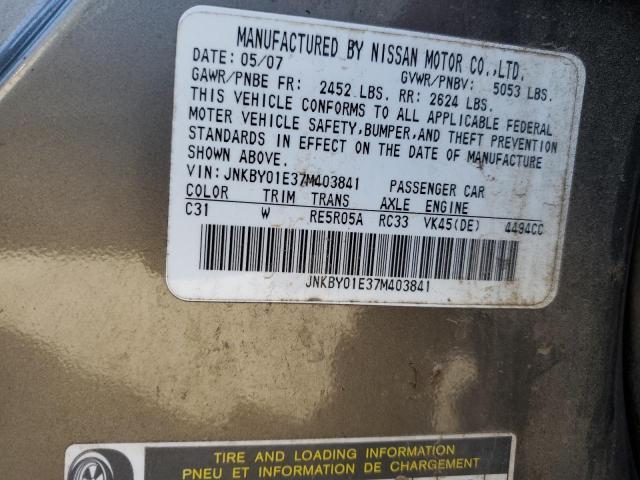 MANUFACTURED BY NISSAN MOTOR CO.,LTD.
DATE: 05/07 GVWR/PNBV: 5053 LBS.
GAWR/PNBE FR: 2452 LBS. RR: 2624 LBS.
THIS VEHICLE CONFORMS TO ALL APPLICABLE FEDERAL
MOTER VEHICLE SAFETY,BUMPER,AND THEFT PREVENTION
STANDARDS IN EFFECT ON THE DATE OF MANUFACTURE
SHOWN ABOVE.
VIN: JNKBY01E37M403841 PASSENGER CAR
COLOR TRIM TRANS AXLE ENGINE
C31 W RE5R05A RC33 VK45(DE) 4494CC
JNKBY01E37M403841
TIRE AND LOADING INFORMATION
PNEU ET INFORMATION DE CHARGEMENT